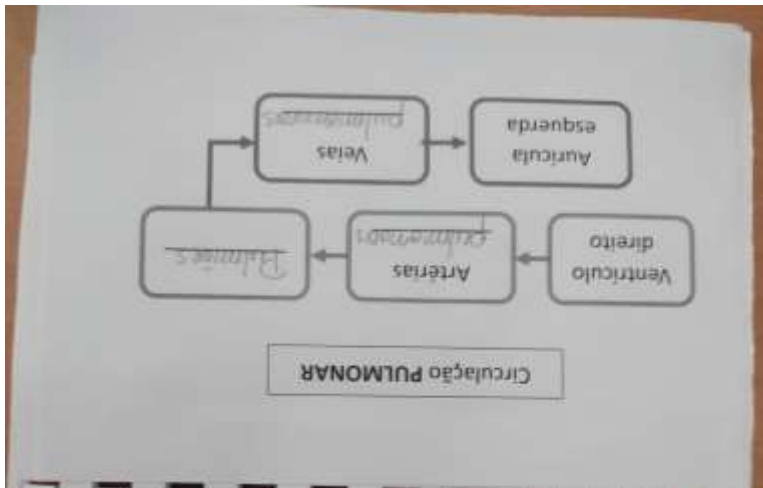 Circulação PULMONAR
Ventrículo
direito
Artérias
pulmonares
Pulmões
Veias
pulmonares
Aurícula
esquerda